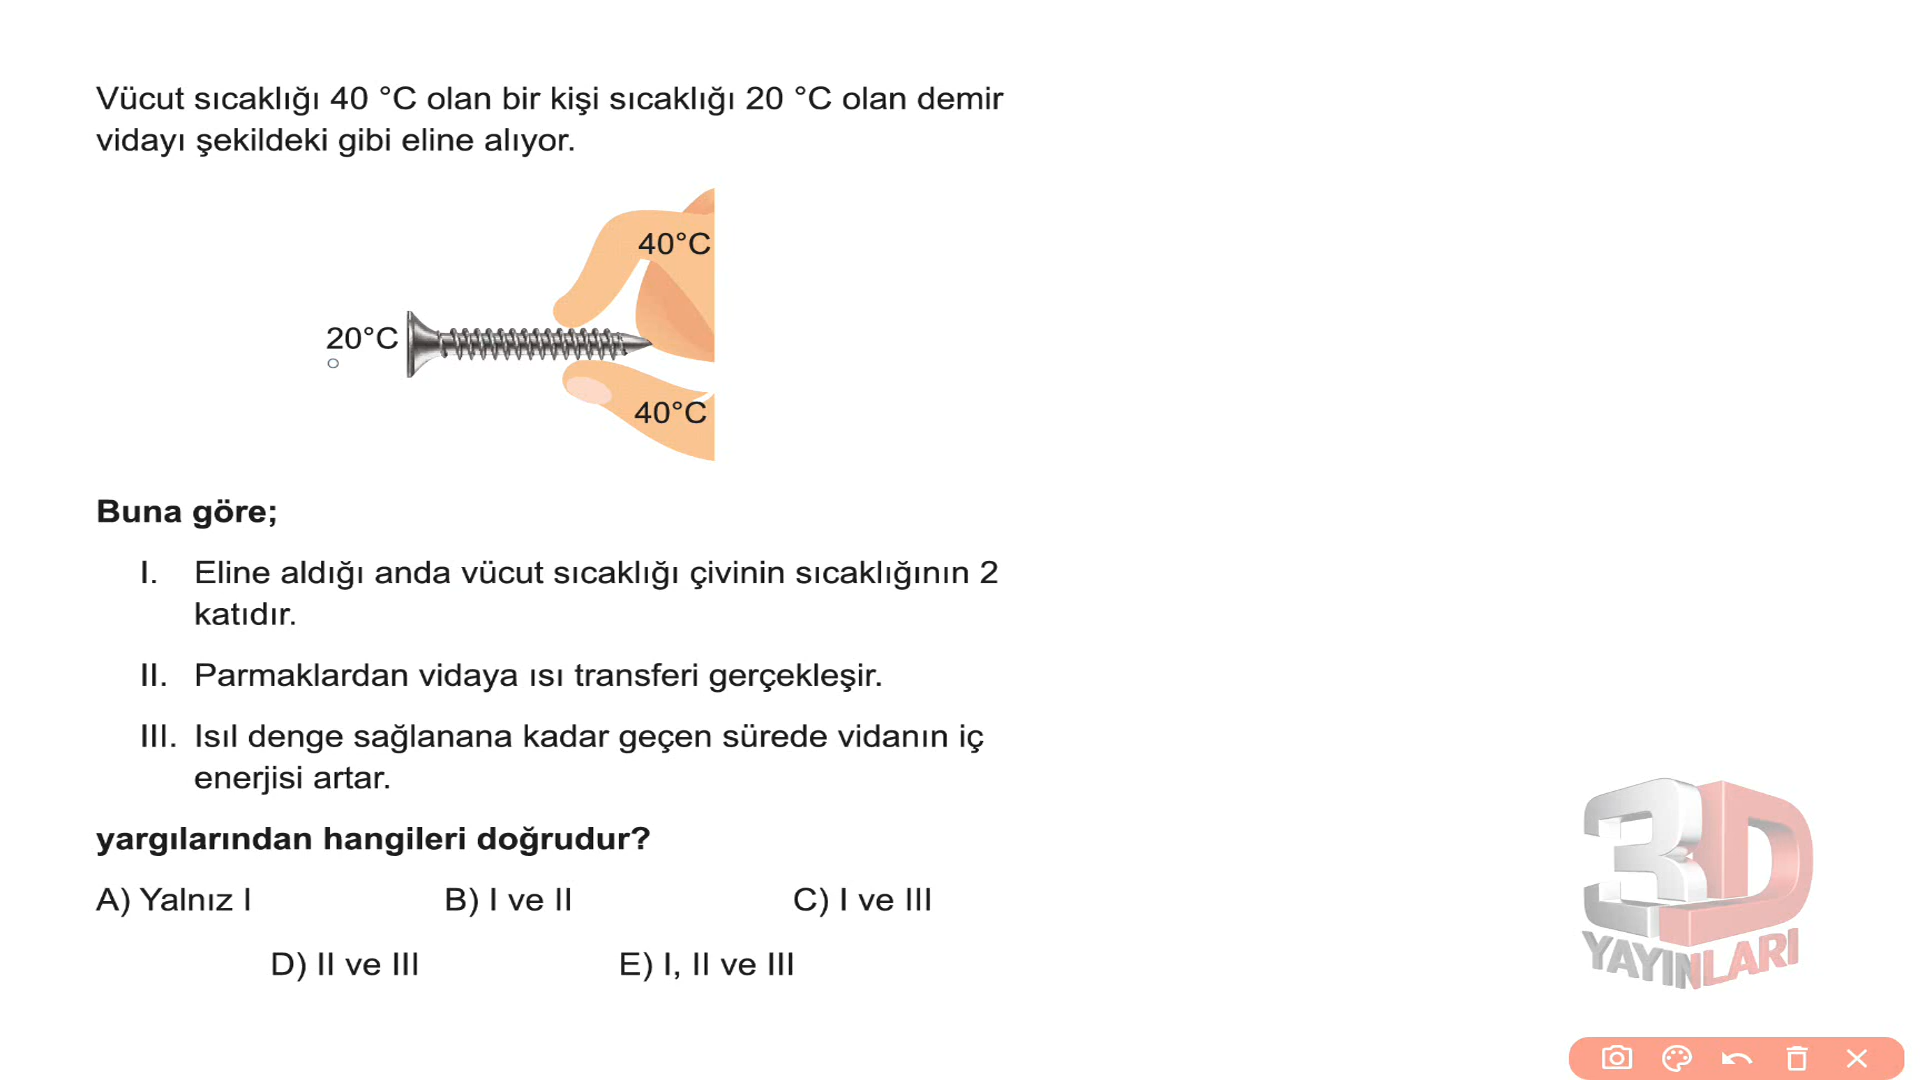 Vücut sıcaklığı 40 °C olan bir kişi sıcaklığı 20 °C olan demir
vidayı şekildeki gibi eline alıyor.
40°C
20°C
40°C
Buna göre;
I. Eline aldığı anda vücut sıcaklığı çivinin sıcaklığının 2
katıdır.
II. Parmaklardan vidaya ısı transferi gerçekleşir.
III. Isıl denge sağlanana kadar geçen sürede vidanın iç
enerjisi artar.
yargılarından hangileri doğrudur?
A) Yalnız I B) I ve II C) I ve III
D) II ve III E) I, II ve III
3D
YAYINLARI